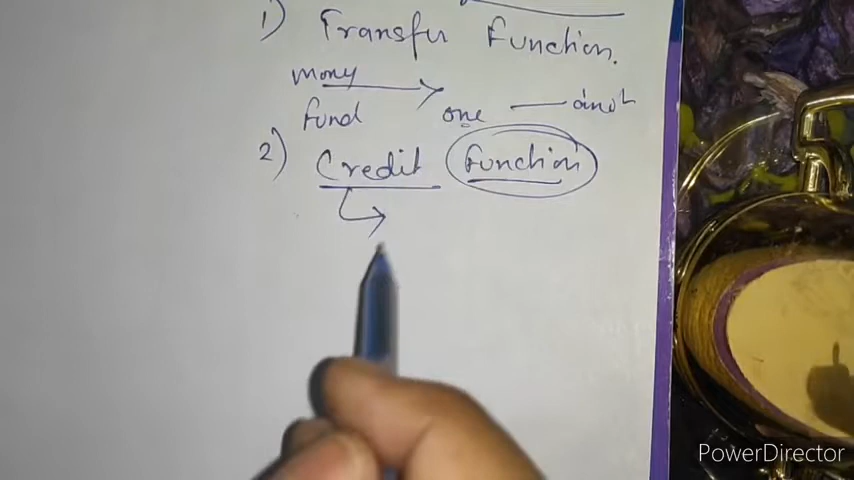 1) Transfer Function.
money
fund one — anoth
2) Credit Function
PowerDirector